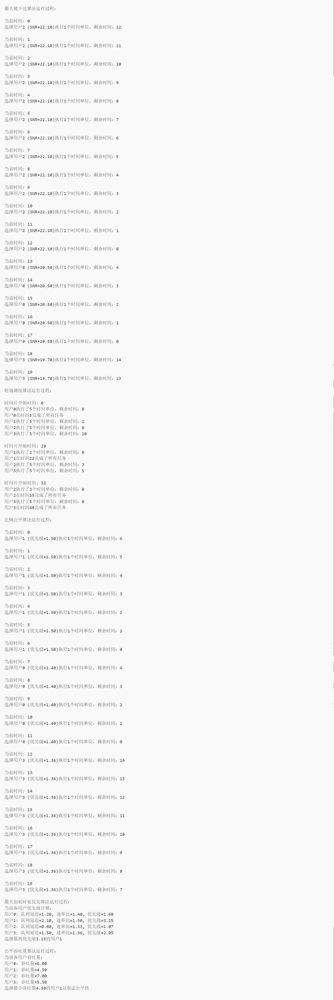 最大载干比算法运行过程：
当前时间: 0
选择用户2 (SNR=22.10)执行1个时间单位，剩余时间：12
当前时间: 1
选择用户2 (SNR=22.10)执行1个时间单位，剩余时间：11
当前时间: 2
选择用户2 (SNR=22.10)执行1个时间单位，剩余时间：10
当前时间: 3
选择用户2 (SNR=22.10)执行1个时间单位，剩余时间：9
当前时间: 4
选择用户2 (SNR=22.10)执行1个时间单位，剩余时间：8
当前时间: 5
选择用户2 (SNR=22.10)执行1个时间单位，剩余时间：7
当前时间: 6
选择用户2 (SNR=22.10)执行1个时间单位，剩余时间：6
当前时间: 7
选择用户2 (SNR=22.10)执行1个时间单位，剩余时间：5
当前时间: 8
选择用户2 (SNR=22.10)执行1个时间单位，剩余时间：4
当前时间: 9
选择用户2 (SNR=22.10)执行1个时间单位，剩余时间：3
当前时间: 10
选择用户2 (SNR=22.10)执行1个时间单位，剩余时间：2
当前时间: 11
选择用户2 (SNR=22.10)执行1个时间单位，剩余时间：1
当前时间: 12
选择用户2 (SNR=22.10)执行1个时间单位，剩余时间：0
当前时间: 13
选择用户0 (SNR=20.50)执行1个时间单位，剩余时间：4
当前时间: 14
选择用户0 (SNR=20.50)执行1个时间单位，剩余时间：3
当前时间: 15
选择用户0 (SNR=20.50)执行1个时间单位，剩余时间：2
当前时间: 16
选择用户0 (SNR=20.50)执行1个时间单位，剩余时间：1
当前时间: 17
选择用户0 (SNR=20.50)执行1个时间单位，剩余时间：0
当前时间: 18
选择用户3 (SNR=19.70)执行1个时间单位，剩余时间：14
当前时间: 19
选择用户3 (SNR=19.70)执行1个时间单位，剩余时间：13
轮询调度算法运行过程：
时间片开始时间: 0
用户0执行了5个时间单位，剩余时间：0
用户0在时间5完成了所有任务
用户1执行了5个时间单位，剩余时间：2
用户2执行了5个时间单位，剩余时间：8
用户3执行了5个时间单位，剩余时间：10
时间片开始时间: 20
用户1执行了2个时间单位，剩余时间：0
用户1在时间22完成了所有任务
用户2执行了5个时间单位，剩余时间：3
用户3执行了5个时间单位，剩余时间：5
时间片开始时间: 32
用户2执行了3个时间单位，剩余时间：0
用户2在时间35完成了所有任务
用户3执行了5个时间单位，剩余时间：0
用户3在时间40完成了所有任务
比例公平算法运行过程：
当前时间: 0
选择用户1 (优先级=1.50)执行1个时间单位，剩余时间：6
当前时间: 1
选择用户1 (优先级=1.50)执行1个时间单位，剩余时间：5
当前时间: 2
选择用户1 (优先级=1.50)执行1个时间单位，剩余时间：4
当前时间: 3
选择用户1 (优先级=1.50)执行1个时间单位，剩余时间：3
当前时间: 4
选择用户1 (优先级=1.50)执行1个时间单位，剩余时间：2
当前时间: 5
选择用户1 (优先级=1.50)执行1个时间单位，剩余时间：1
当前时间: 6
选择用户1 (优先级=1.50)执行1个时间单位，剩余时间：0
当前时间: 7
选择用户0 (优先级=1.40)执行1个时间单位，剩余时间：4
当前时间: 8
选择用户0 (优先级=1.40)执行1个时间单位，剩余时间：3
当前时间: 9
选择用户0 (优先级=1.40)执行1个时间单位，剩余时间：2
当前时间: 10
选择用户0 (优先级=1.40)执行1个时间单位，剩余时间：1
当前时间: 11
选择用户0 (优先级=1.40)执行1个时间单位，剩余时间：0
当前时间: 12
选择用户3 (优先级=1.36)执行1个时间单位，剩余时间：14
当前时间: 13
选择用户3 (优先级=1.36)执行1个时间单位，剩余时间：13
当前时间: 14
选择用户3 (优先级=1.36)执行1个时间单位，剩余时间：12
当前时间: 15
选择用户3 (优先级=1.36)执行1个时间单位，剩余时间：11
当前时间: 16
选择用户3 (优先级=1.36)执行1个时间单位，剩余时间：10
当前时间: 17
选择用户3 (优先级=1.36)执行1个时间单位，剩余时间：9
当前时间: 18
选择用户3 (优先级=1.36)执行1个时间单位，剩余时间：8
当前时间: 19
选择用户3 (优先级=1.36)执行1个时间单位，剩余时间：7
最大加权时延优先算法运行过程：
当前各用户优先级计算：
用户0: 队列延迟=1.20, 速率比=1.40, 优先级=1.68
用户1: 队列延迟=2.10, 速率比=1.50, 优先级=3.15
用户2: 队列延迟=0.80, 速率比=1.33, 优先级=1.07
用户3: 队列延迟=1.50, 速率比=1.36, 优先级=2.05
选择最高优先级3.15的用户1
公平吞吐量算法运行过程：
当前各用户吞吐量：
用户0: 吞吐量=6.00
用户1: 吞吐量=4.50
用户2: 吞吐量=7.00
用户3: 吞吐量=5.50
选择最小吞吐量4.50的用户1以保证公平性